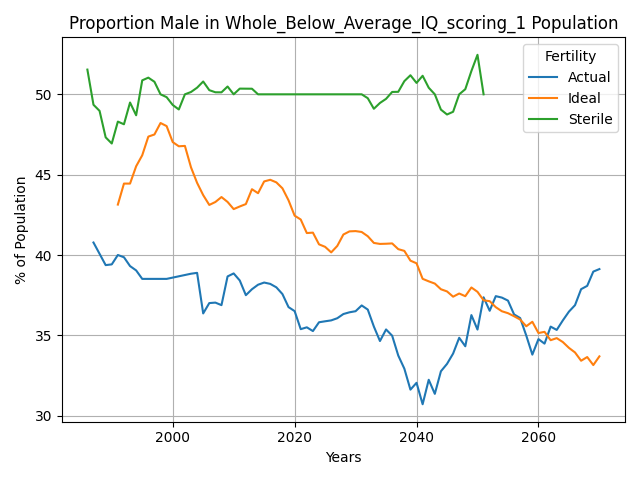 Proportion Male in Whole_Below_Average_IQ_scoring_1 Population
Fertility
Actual
Ideal
Sterile
% of Population
50
45
40
35
30
2000
2020
2040
2060
Years